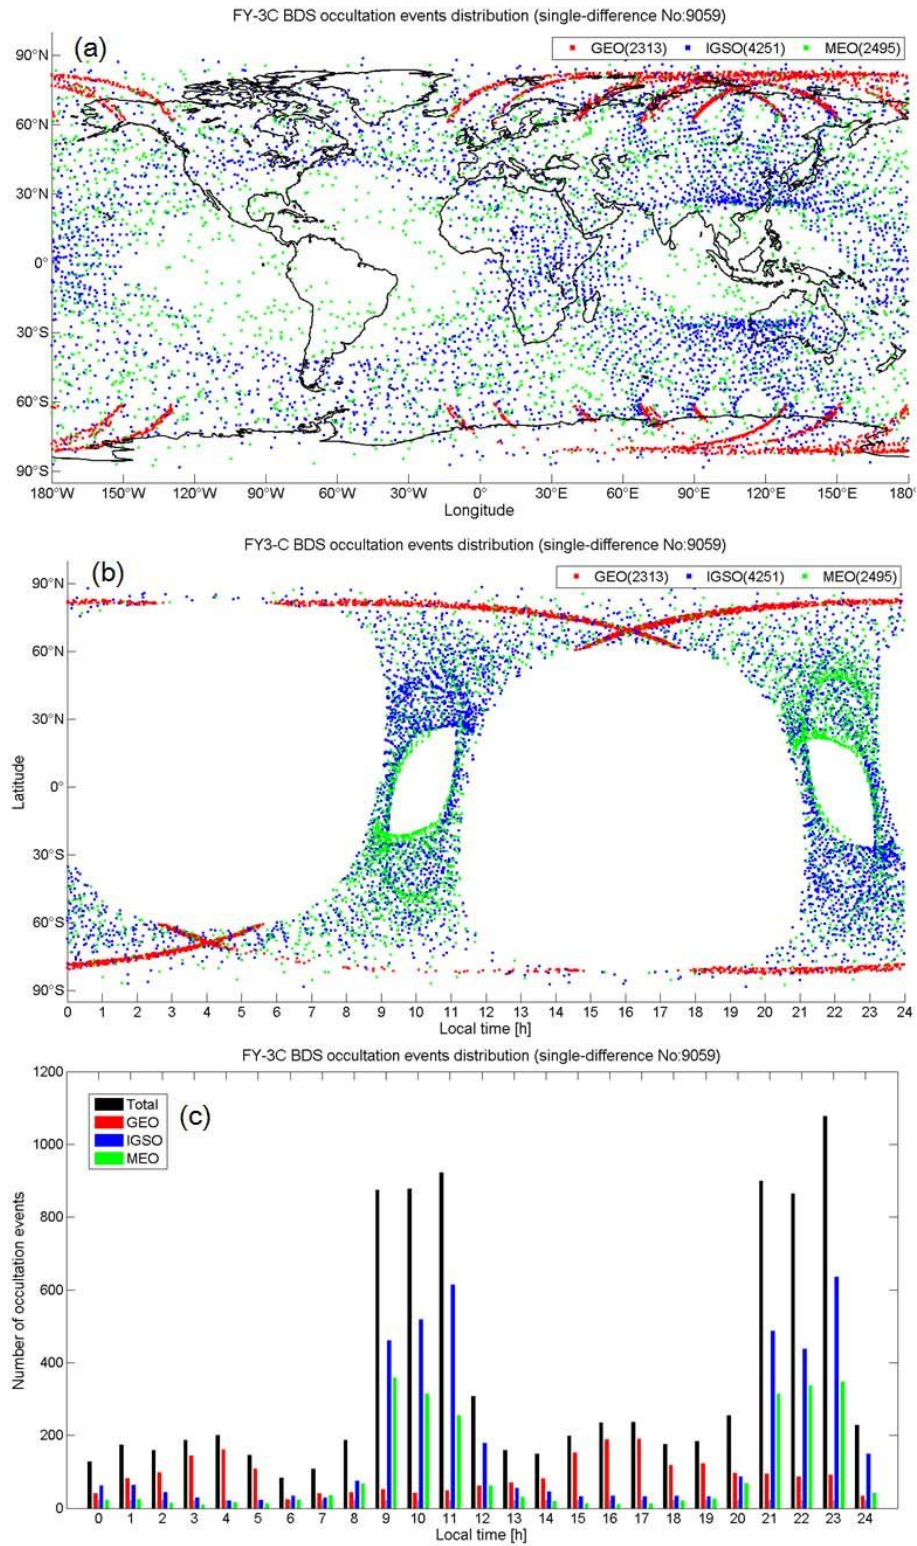 FY-3C BDS occultation events distribution (single-difference No:9059)
(a)
GEO(2313) IGSO(4251) MEO(2495)
90°N
60°N
30°N
0°
30°S
60°S
90°S
180°W 150°W 120°W 90°W 60°W 30°W 0° 30°E 60°E 90°E 120°E 150°E 180°
Longitude
FY3-C BDS occultation events distribution (single-difference No:9059)
(b)
GEO(2313) IGSO(4251) MEO(2495)
90°N
60°N
30°N
Latitude
0°
30°S
60°S
90°S
0 1 2 3 4 5 6 7 8 9 10 11 12 13 14 15 16 17 18 19 20 21 22 23 24
Local time [h]
FY-3C BDS occultation events distribution (single-difference No:9059)
(c)
Total
GEO
IGSO
MEO
1200
1000
800
600
400
200
0
Number of occultation events
0 1 2 3 4 5 6 7 8 9 10 11 12 13 14 15 16 17 18 19 20 21 22 23 24
Local time [h]